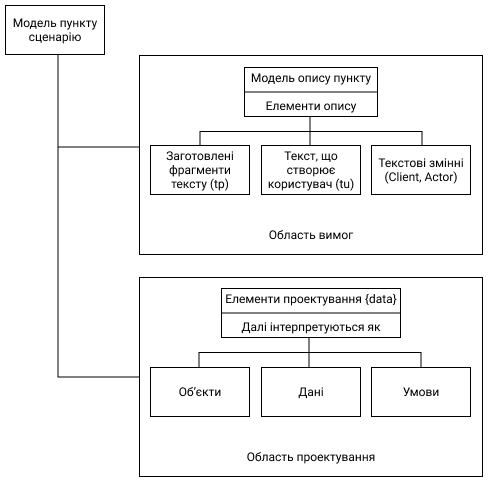 Модель пункту
сценарію
Модель опису пункту
Елементи опису
Заготовлені
фрагменти
тексту (tp)
Текст, що
створює
користувач (tu)
Текстові змінні
(Client, Actor)
Область вимог
Елементи проектування {data}
Далі інтерпретуються як
Об‘єкти
Дані
Умови
Область проектування